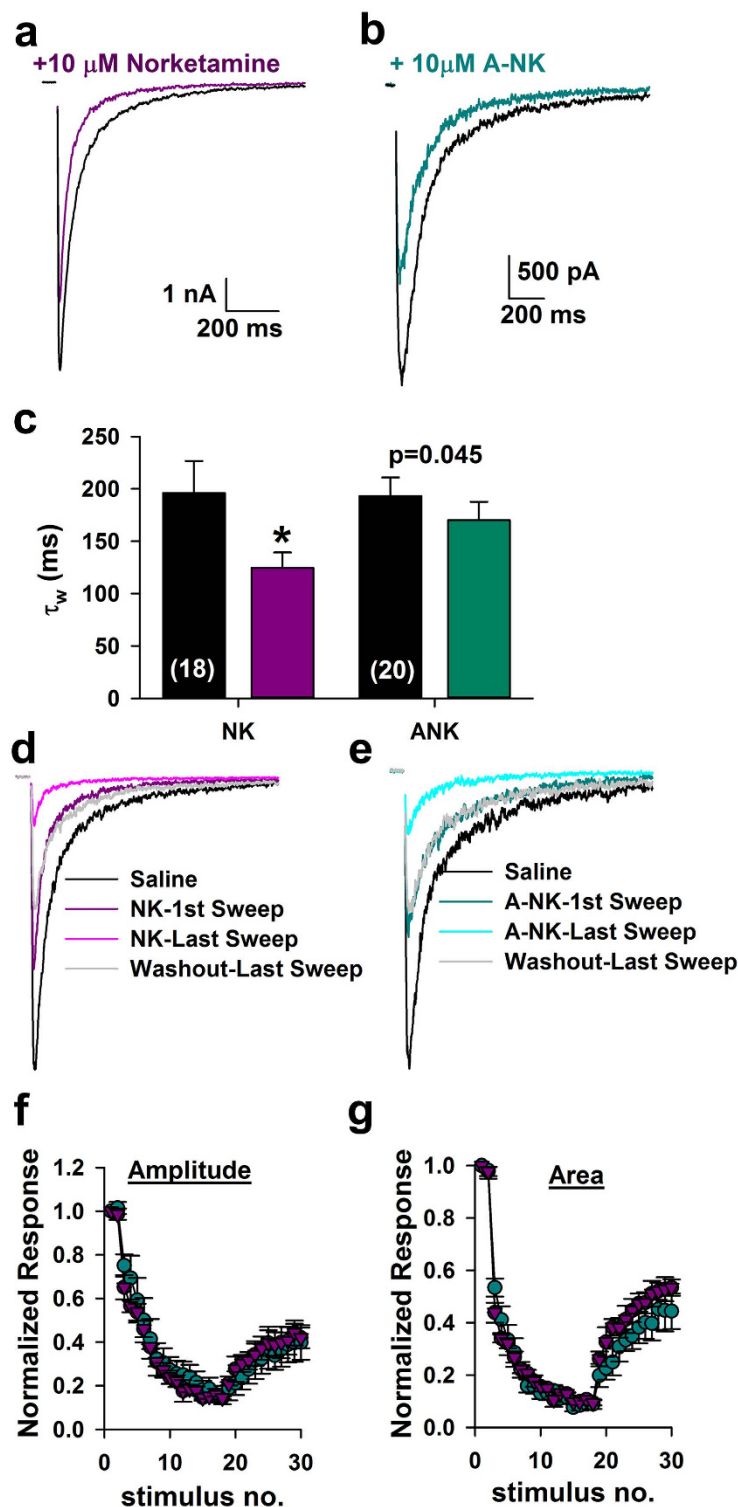 a
b
+10 μM Norketamine
+ 10μM A-NK
1 nA
200 ms
500 pA
200 ms
c
250
200
150
100
50
0
τw (ms)
p=0.045
*
(18)
(20)
NK
ANK
d
e
Saline
NK-1st Sweep
NK-Last Sweep
Washout-Last Sweep
Saline
A-NK-1st Sweep
A-NK-Last Sweep
Washout-Last Sweep
f
g
Amplitude
Normalized Response
1.2
1.0
0.8
0.6
0.4
0.2
0.0
0
10
20
30
stimulus no.
Area
Normalized Response
1.0
0.8
0.6
0.4
0.2
0.0
0
10
20
30
stimulus no.